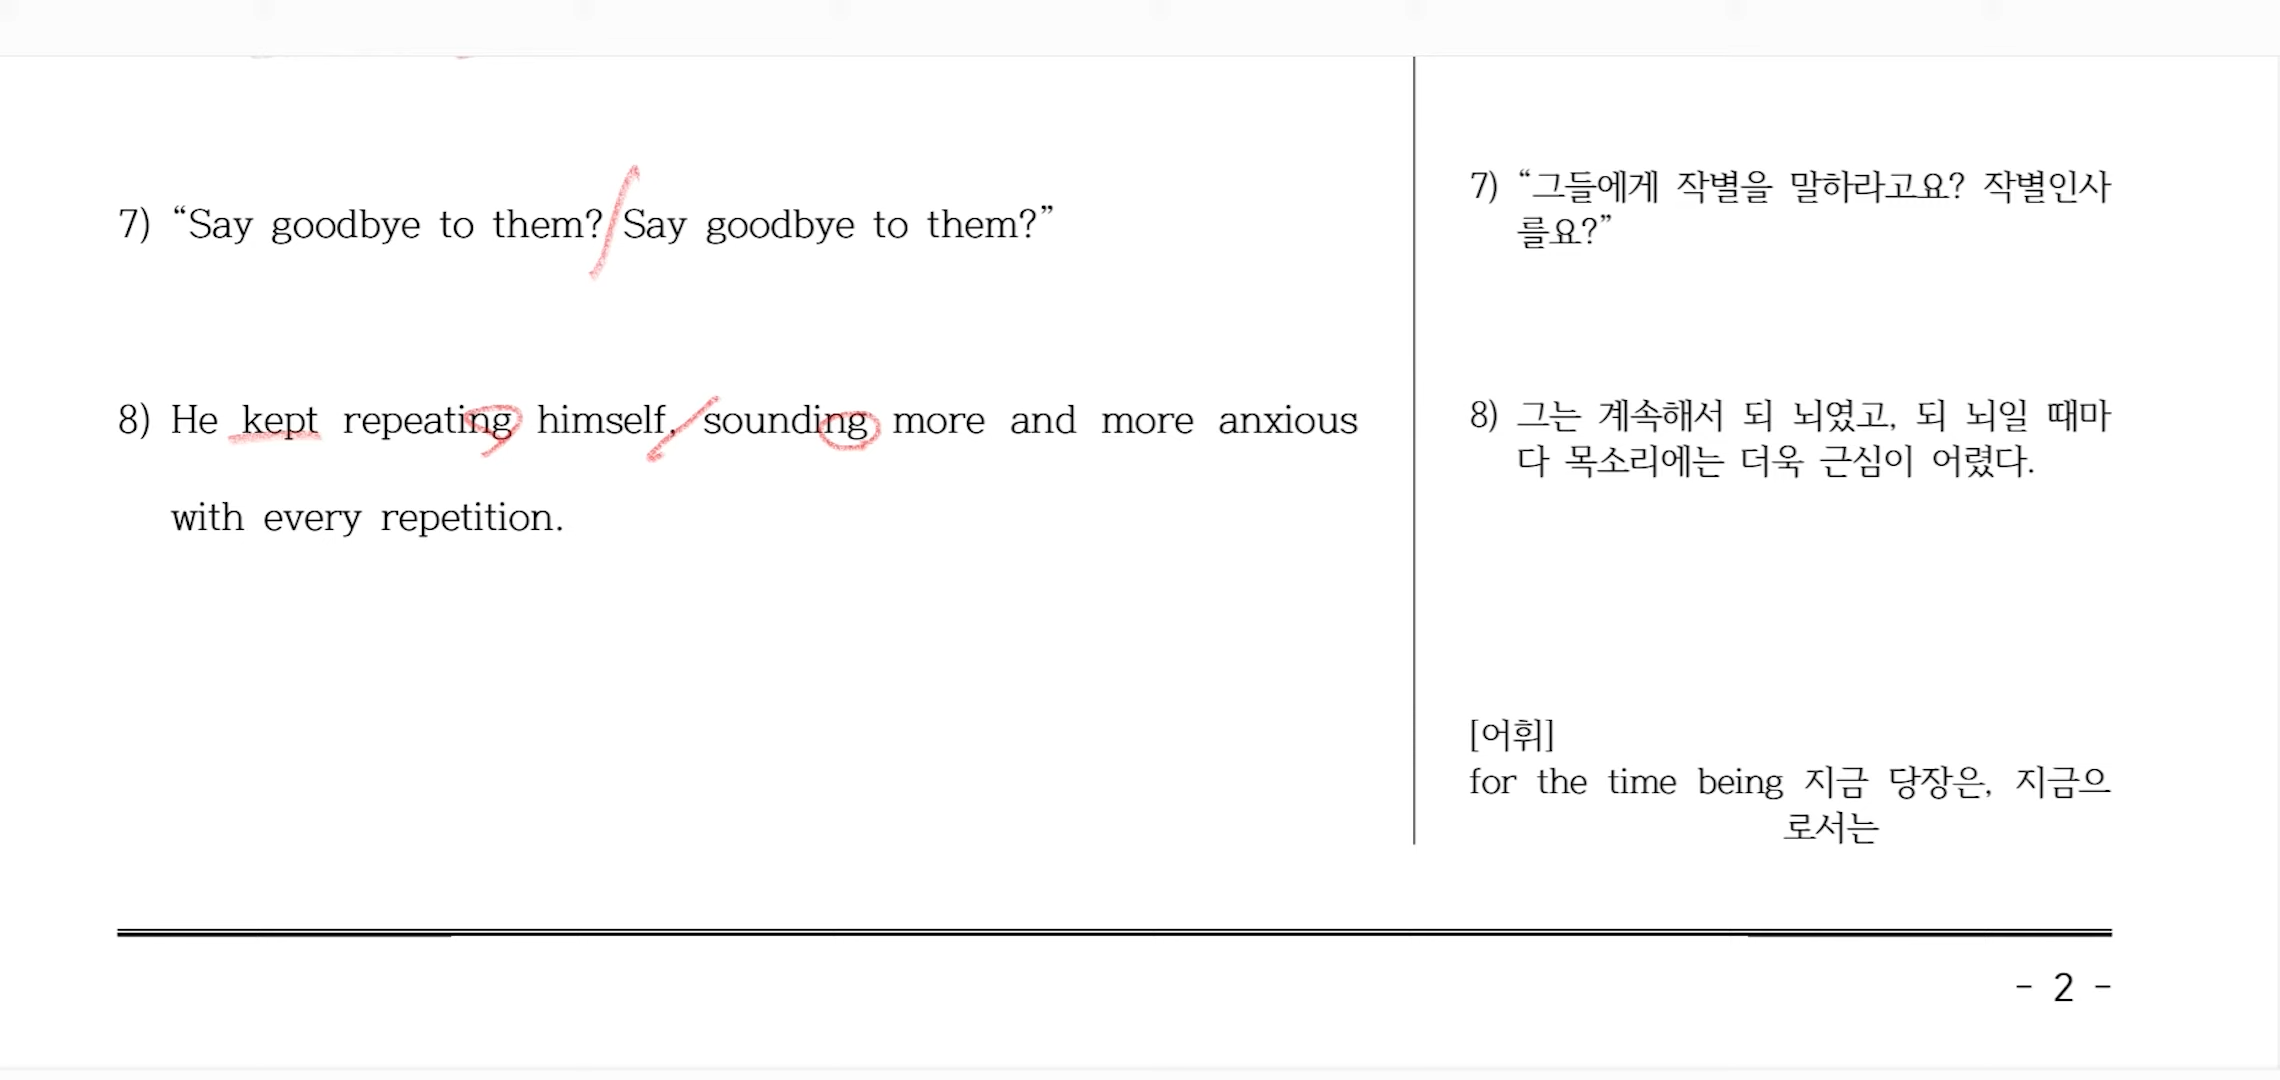 7) “Say goodbye to them? Say goodbye to them?”
8) He kept repeating himself, sounding more and more anxious
with every repetition.
7) “그들에게 작별을 말하라고요? 작별인사
를요?”
8) 그는 계속해서 되 뇌였고, 되 뇌일 때마
다 목소리에는 더욱 근심이 어렸다.
[어휘]
for the time being 지금 당장은, 지금으
로서는
- 2 -